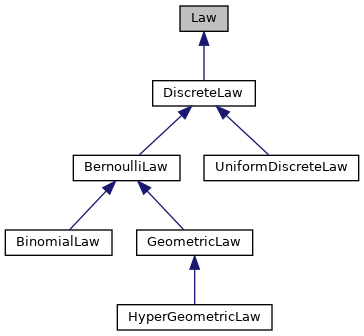 Law
DiscreteLaw
BernoulliLaw
UniformDiscreteLaw
BinomialLaw
GeometricLaw
HyperGeometricLaw